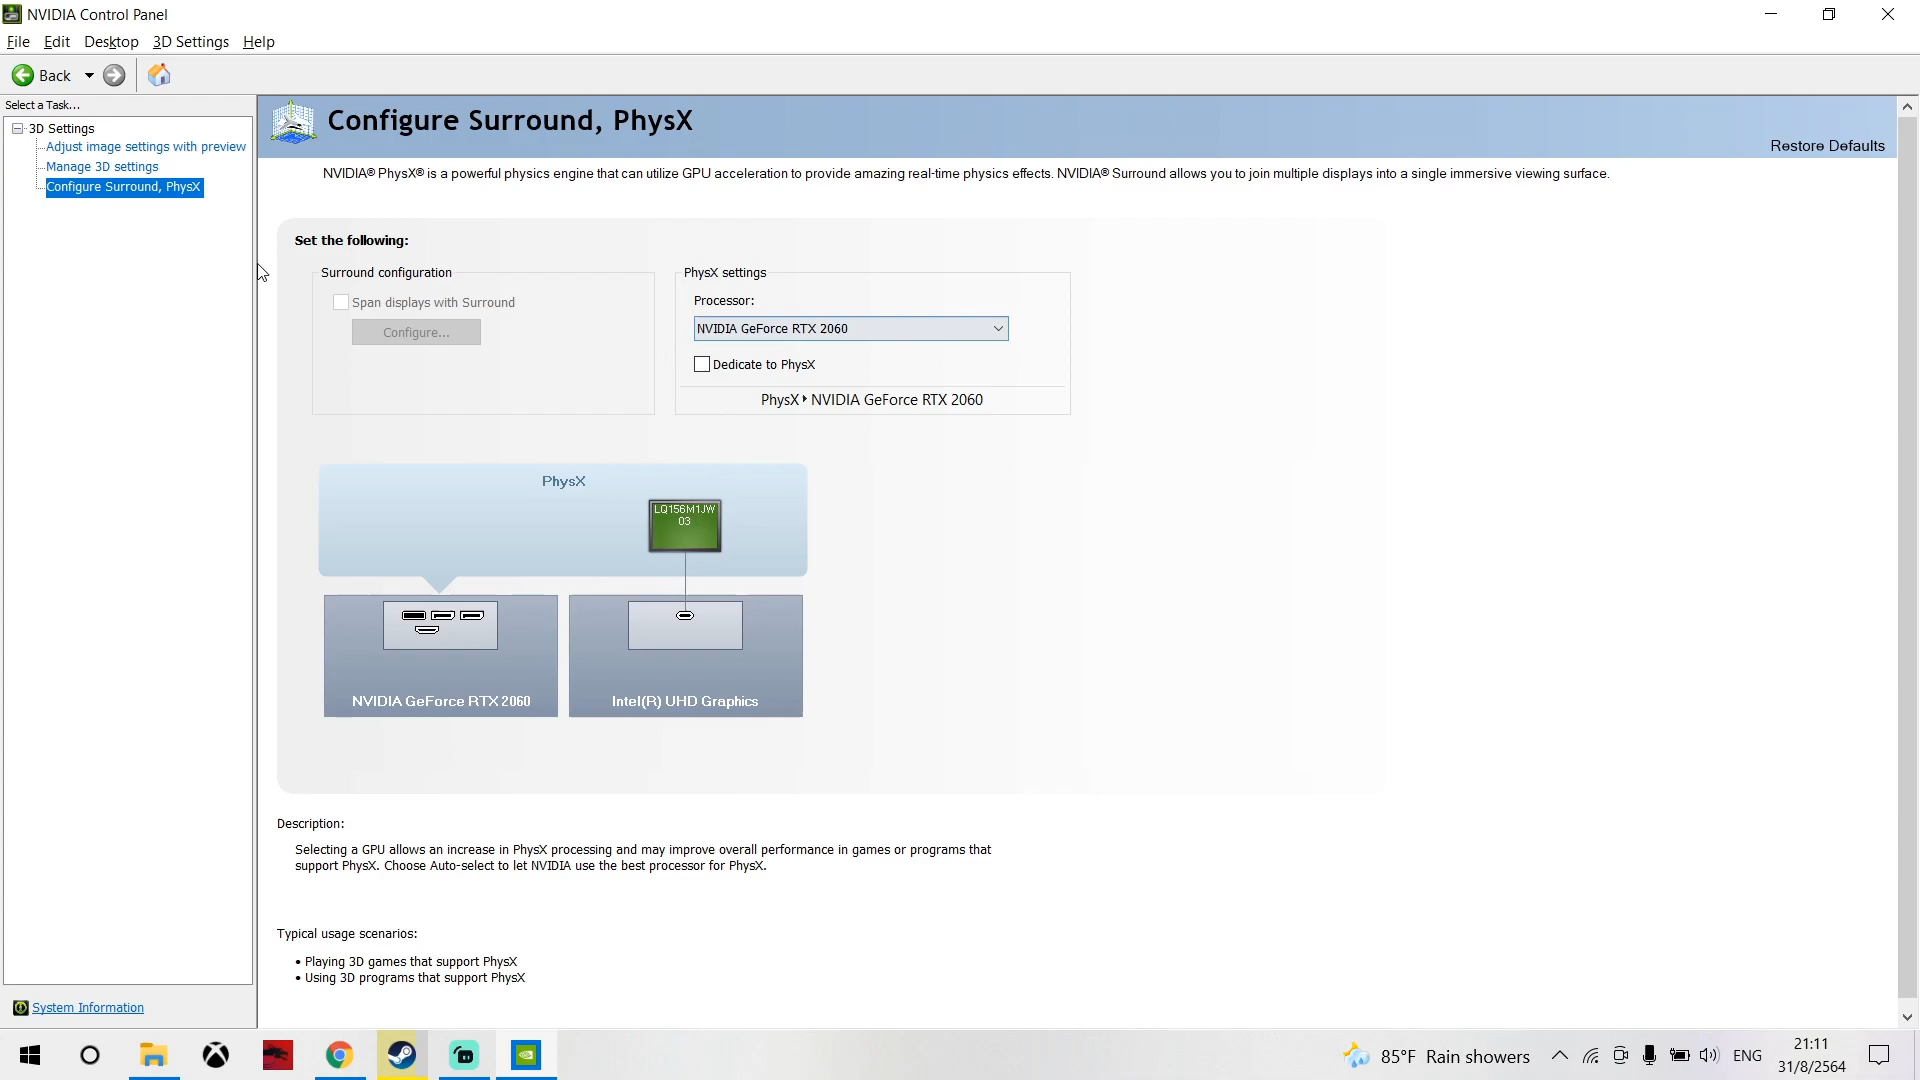 NVIDIA Control Panel
File Edit Desktop 3D Settings Help
Back
Select a Task...
3D Settings
Adjust image settings with preview
Manage 3D settings
Configure Surround, PhysX
System Information
Configure Surround, PhysX
Restore Defaults
NVIDIA® PhysX® is a powerful physics engine that can utilize GPU acceleration to provide amazing real-time physics effects. NVIDIA® Surround allows you to join multiple displays into a single immersive viewing surface.
Set the following:
Surround configuration
Span displays with Surround
Configure...
PhysX settings
Processor:
NVIDIA GeForce RTX 2060
Dedicate to PhysX
PhysX NVIDIA GeForce RTX 2060
PhysX
LQ156M1JW
03
NVIDIA GeForce RTX 2060
Intel(R) UHD Graphics
Description:
Selecting a GPU allows an increase in PhysX processing and may improve overall performance in games or programs that
support PhysX. Choose Auto-select to let NVIDIA use the best processor for PhysX.
Typical usage scenarios:
• Playing 3D games that support PhysX
• Using 3D programs that support PhysX
85°F Rain showers
ENG
21:11
31/8/2564